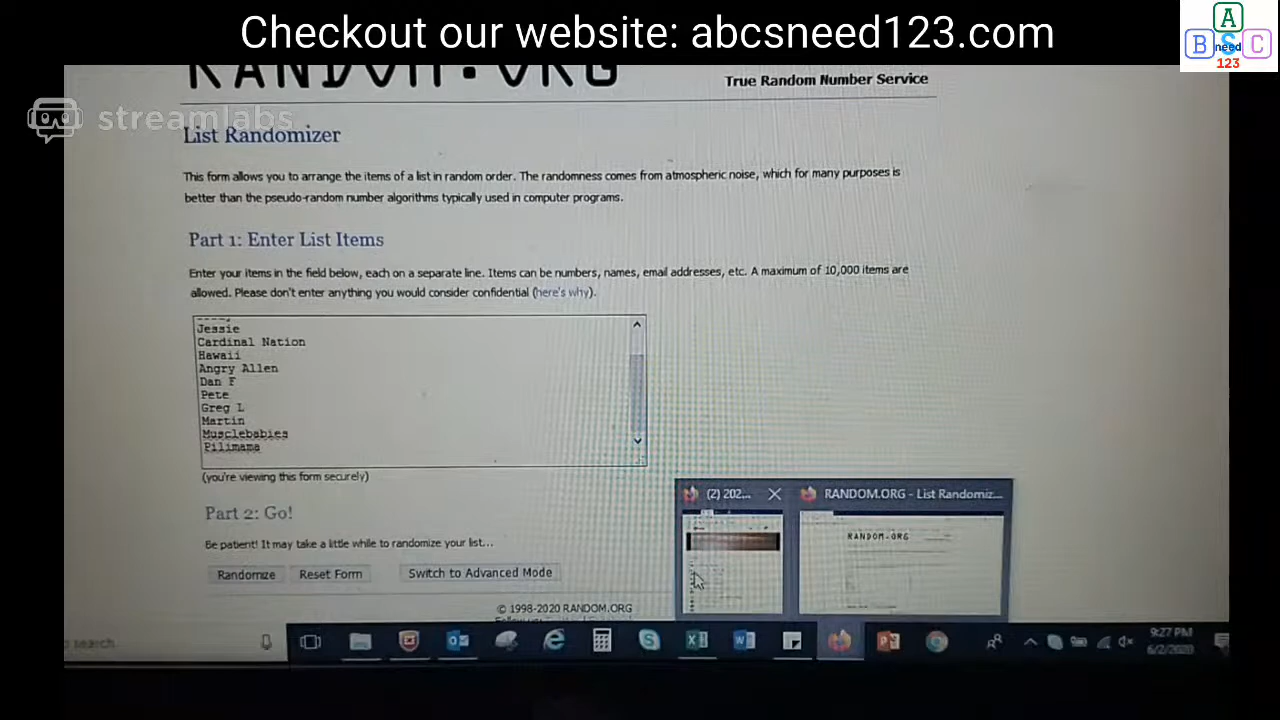 Checkout our website: abcsneed123.com
A
B S C
need
123
RANDOM.ORG
True Random Number Service
streamlabs
List Randomizer
This form allows you to arrange the items of a list in random order. The randomness comes from atmospheric noise, which for many purposes is
better than the pseudo-random number algorithms typically used in computer programs.
Part 1: Enter List Items
Enter your items in the field below, each on a separate line. Items can be numbers, names, email addresses, etc. A maximum of 10,000 items are
allowed. Please don't enter anything you would consider confidential (here's why).
Jessie
Cardinal Nation
Hawaii
Angry Allen
Dan F
Pete
Greg L
Martin
Musclebabies
Pilimama
(you're viewing this form securely)
(2) 202...
RANDOM.ORG - List Randomiz...
RANDOM.ORG
Part 2: Go!
Be patient! It may take a little while to randomize your list...
Randomize Reset Form Switch to Advanced Mode
© 1998-2020 RANDOM.ORG
search
9:27 PM
6/2/2020